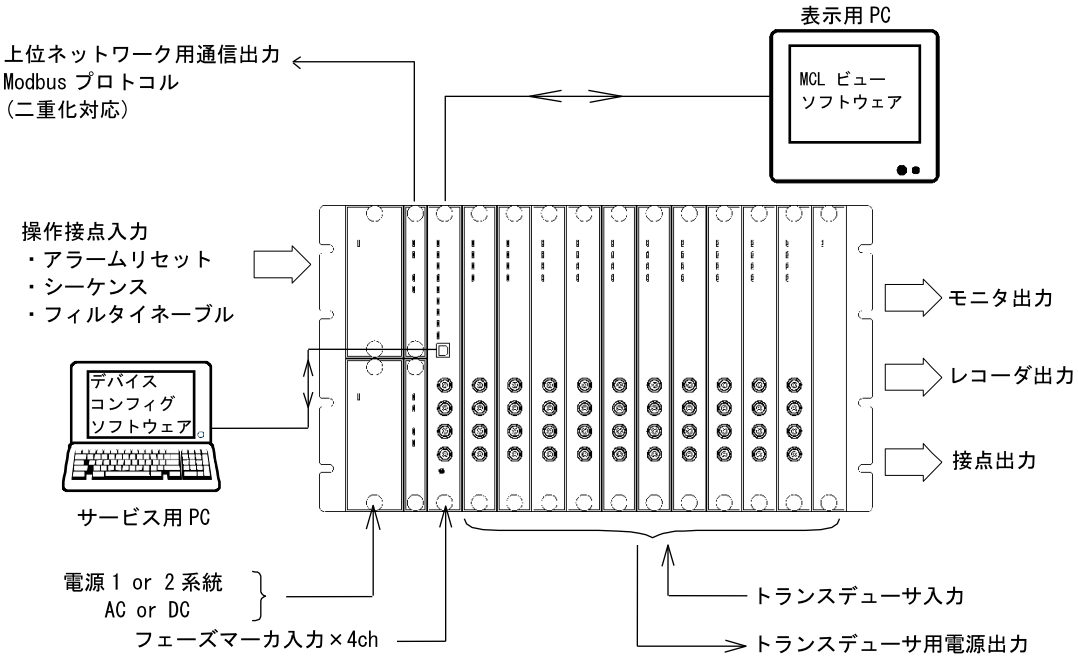 表示用PC
上位ネットワーク用通信出力
Modbus プロトコル
(二重化対応)
MCL ビュー
ソフトウェア
操作接点入力
・アラームリセット
・シーケンス
・フィルタイネーブル
モニタ出力
レコーダ出力
接点出力
デバイス
コンフィグ
ソフトウェア
サービス用PC
電源1 or 2系統
AC or DC
フェーズマーカ入力×4ch
トランスデューサ入力
トランスデューサ用電源出力